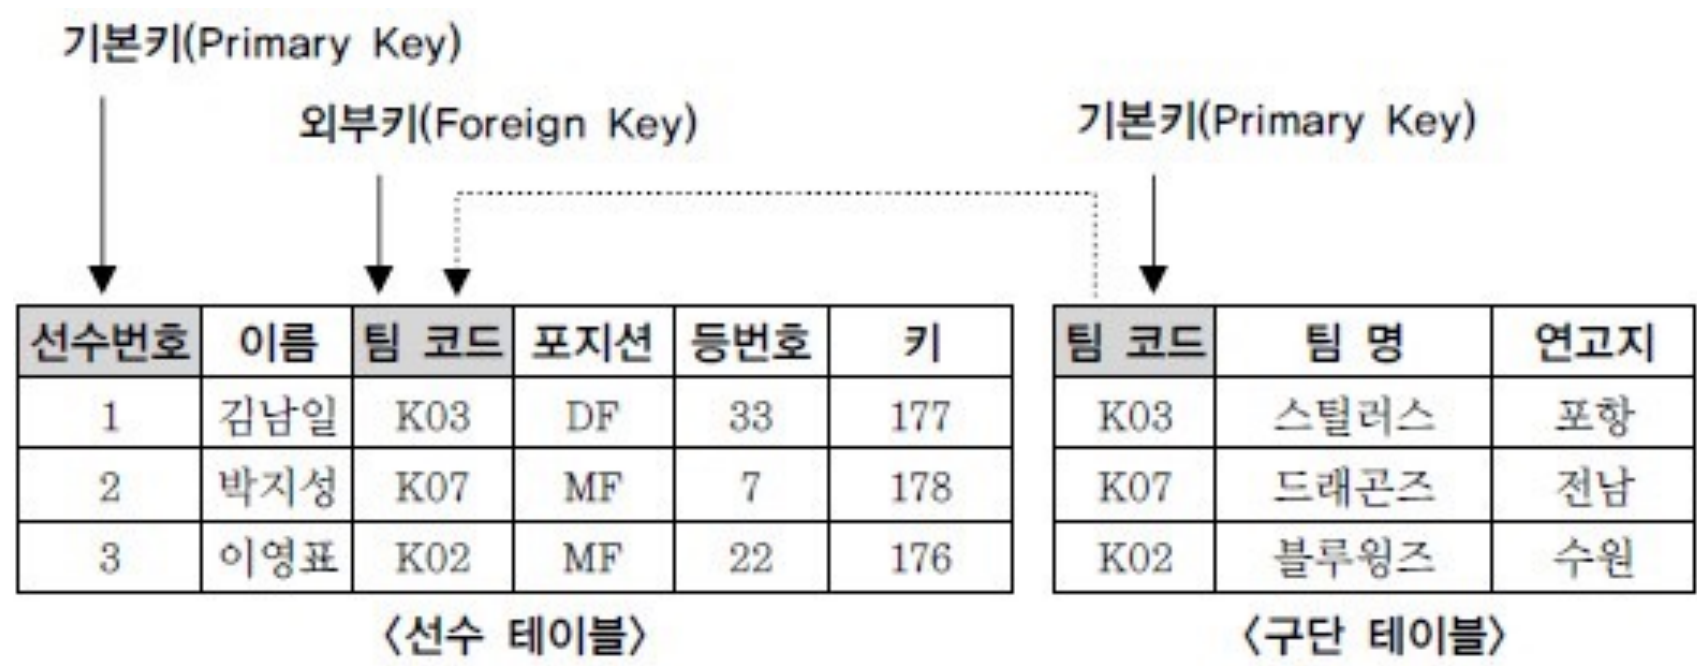 기본키(Primary Key)
외부키(Foreign Key)
기본키(Primary Key)
선수번호 이름 팀 코드 포지션 등번호 키
1 김남일 K03 DF 33 177
2 박지성 K07 MF 7 178
3 이영표 K02 MF 22 176
<선수 테이블>
팀 코드 팀 명 연고지
K03 스틸러스 포항
K07 드래곤즈 전남
K02 블루윙즈 수원
<구단 테이블>